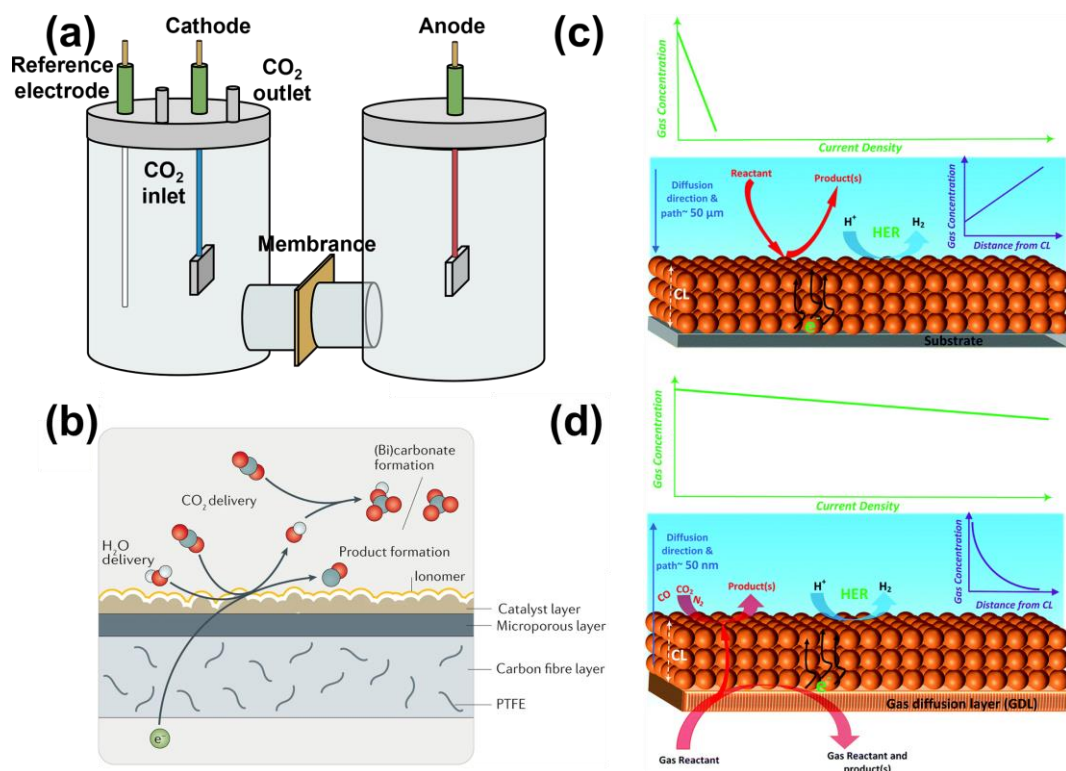 (a)
Cathode
Anode
Reference
electrode
CO₂
outlet
CO₂
inlet
Membrance
(b)
(Bi)carbonate
formation
CO₂ delivery
H₂O
delivery
Product formation
Ionomer
Catalyst layer
Microporous layer
Carbon fibre layer
PTFE
e⁻
(c)
Gas Concentration
Current Density
Diffusion
direction &
path~ 50 µm
Reactant
Product(s)
H⁺
HER
H₂
Gas Concentration
Distance from CL
CL
e⁻
Substrate
(d)
Gas Concentration
Current Density
Diffusion
direction &
path~ 50 nm
CO
CO₂
N₂
Product(s)
H⁺
HER
H₂
Gas Concentration
Distance from CL
CL
e⁻
Gas diffusion layer (GDL)
Gas Reactant
Gas Reactant and
product(s)